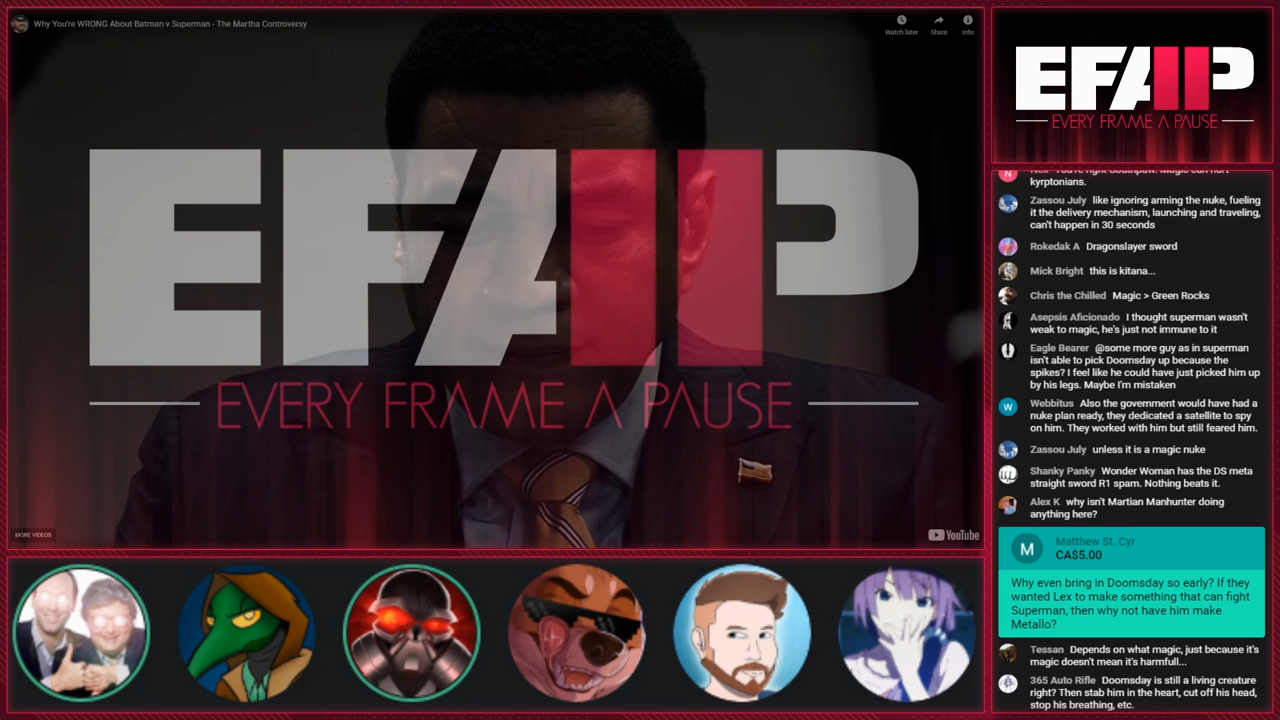 Why You're WRONG About Batman v Superman - The Martha Controversy
Watch later
Share
Info
EFAP
EVERY FRAME A PAUSE
MORE VIDEOS
YouTube
EFAP
EVERY FRAME A PAUSE
N
Neil You're right Southpaw. Magic can hurt
kyrptonians.
Zassou July like ignoring arming the nuke, fueling
it the delivery mechanism, launching and traveling,
can't happen in 30 seconds
Rokedak A Dragonslayer sword
Mick Bright this is kitana...
Chris the Chilled Magic > Green Rocks
Asepsis Aficionado I thought superman wasn't
weak to magic, he's just not immune to it
Eagle Bearer @some more guy as in superman
isn't able to pick Doomsday up because the
spikes? I feel like he could have just picked him up
by his legs. Maybe I'm mistaken
W
Webbitus Also the government would have had a
nuke plan ready, they dedicated a satellite to spy
on him. They worked with him but still feared him.
Zassou July unless it is a magic nuke
Shanky Panky Wonder Woman has the DS meta
straight sword R1 spam. Nothing beats it.
Alex K why isn't Martian Manhunter doing
anything here?
M
Matthew St. Cyr
CA$5.00
Why even bring in Doomsday so early? If they
wanted Lex to make something that can fight
Superman, then why not have him make
Metallo?
Tessan Depends on what magic, just because it's
magic doesn't mean it's harmfull...
365 Auto Rifle Doomsday is still a living creature
right? Then stab him in the heart, cut off his head,
stop his breathing, etc.